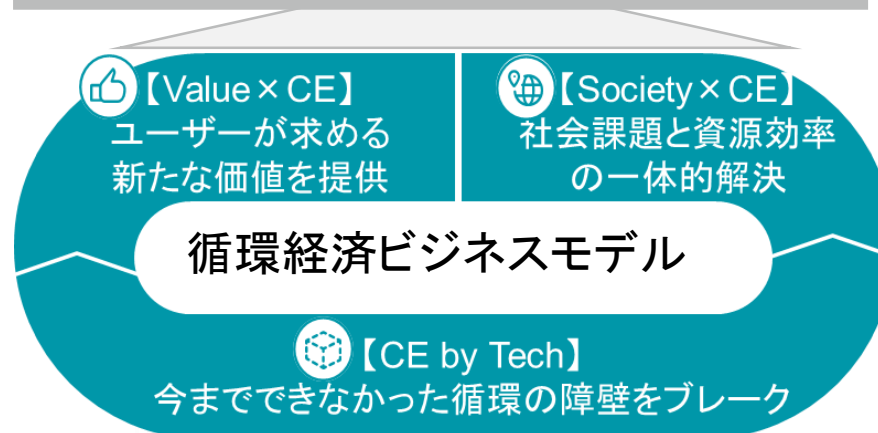 【Value×CE】
ユーザーが求める
新たな価値を提供
【Society×CE】
社会課題と資源効率
の一体的解決
循環経済ビジネスモデル
【CE by Tech】
今までできなかった循環の障壁をブレーク